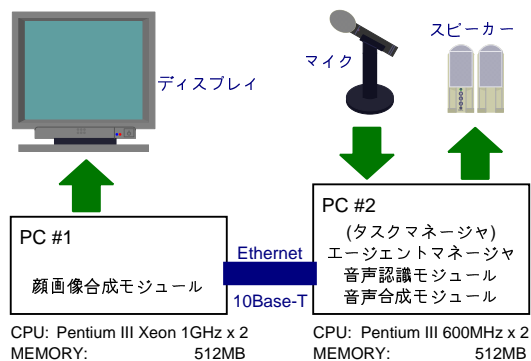 スピーカー
マイク
ディスプレイ
PC #1
顔画像合成モジュール
Ethernet
10Base-T
PC #2
(タスクマネージャ)
エージェントマネージャ
音声認識モジュール
音声合成モジュール
CPU: Pentium III Xeon 1GHz x 2
MEMORY: 512MB
CPU: Pentium III 600MHz x 2
MEMORY: 512MB